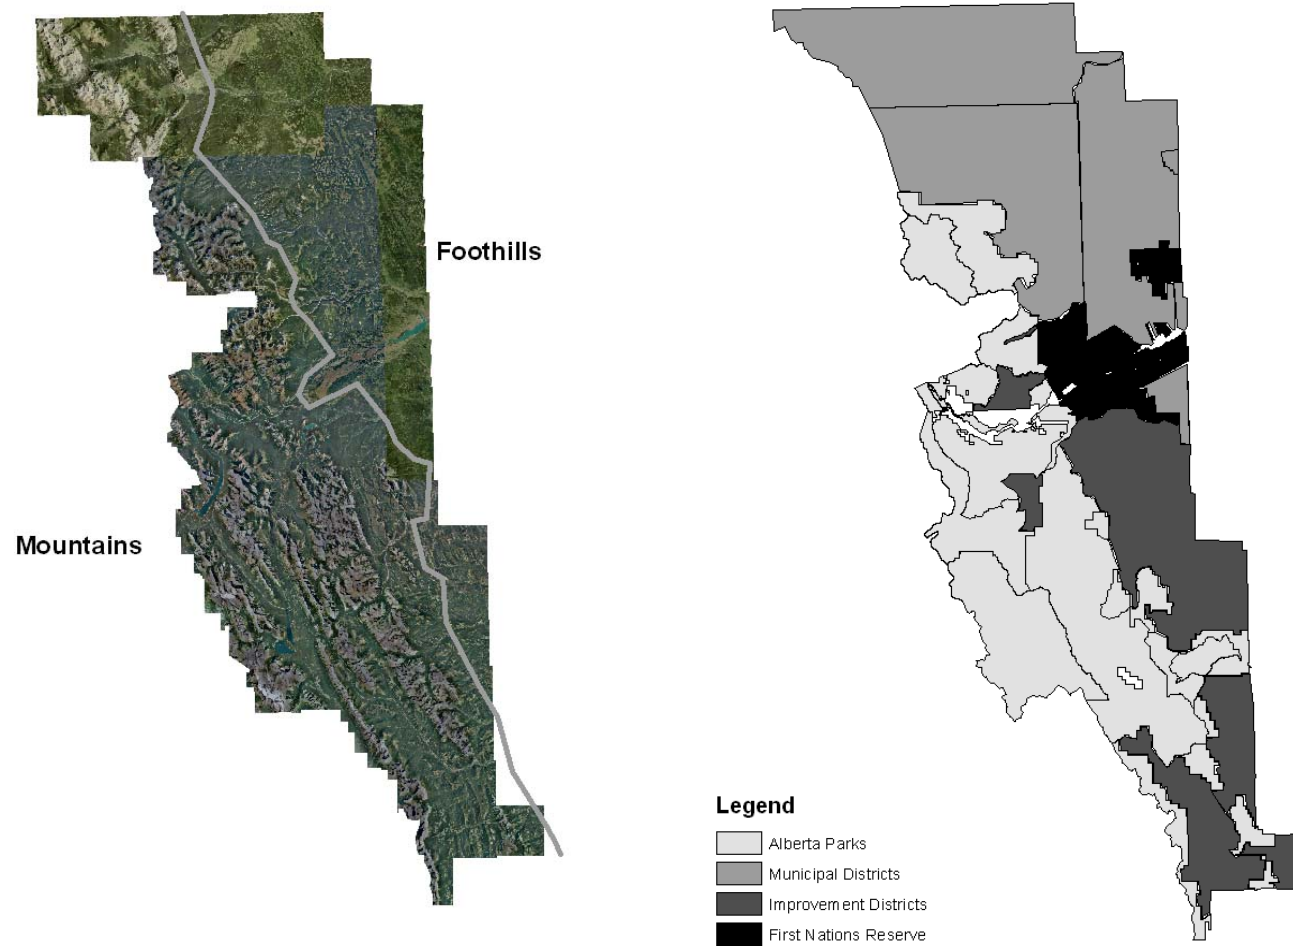 Foothills
Mountains
Legend
Alberta Parks
Municipal Districts
Improvement Districts
First Nations Reserve